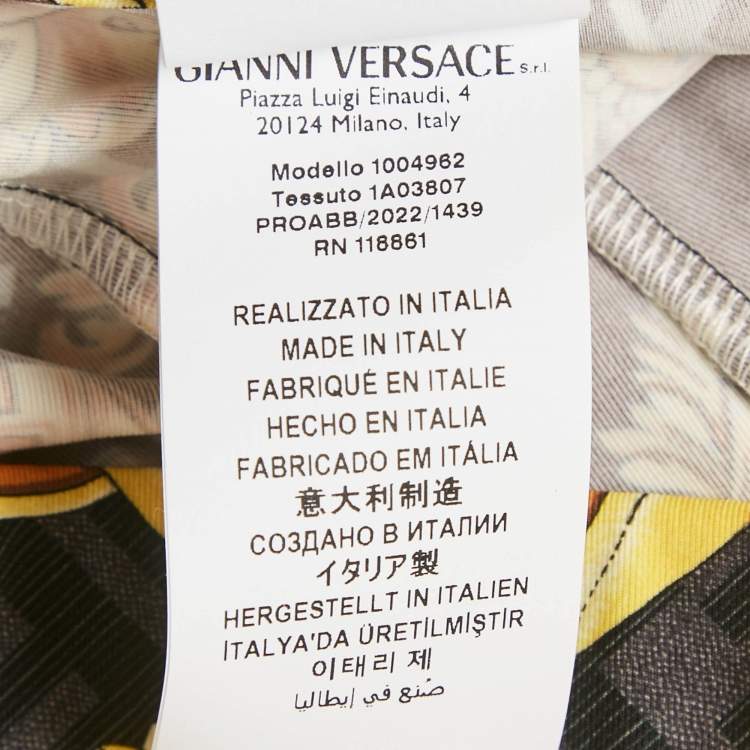 GIANNI VERSACE S.r.l.
Piazza Luigi Einaudi, 4
20124 Milano, Italy
Modello 1004962
Tessuto 1A03807
PROABB/2022/1439
RN 118861
REALIZZATO IN ITALIA
MADE IN ITALY
FABRIQUÉ EN ITALIE
HECHO EN ITALIA
FABRICADO EM ITÁLIA
意大利制造
СОЗДАНО В ИТАЛИИ
イタリア製
HERGESTELLT IN ITALIEN
İTALYA'DA ÜRETİLMİŞTİR
이태리 제
صُنع في إيطاليا